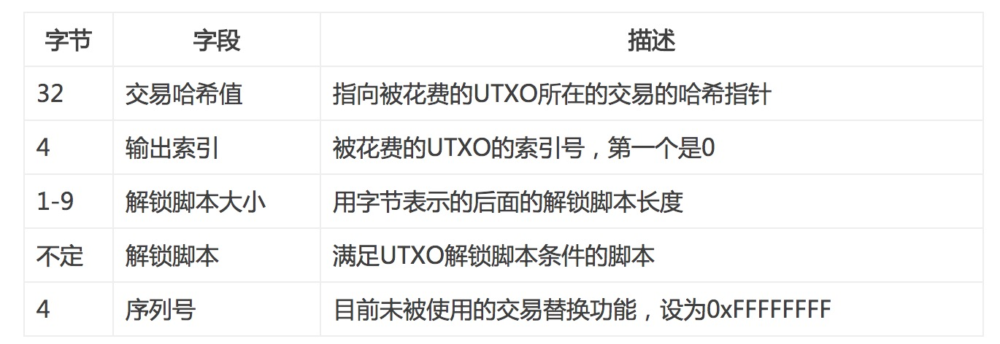 字节 字段 描述
32 交易哈希值 指向被花费的UTXO所在的交易的哈希指针
4 输出索引 被花费的UTXO的索引号，第一个是0
1-9 解锁脚本大小 用字节表示的后面的解锁脚本长度
不定 解锁脚本 满足UTXO解锁脚本条件的脚本
4 序列号 目前未被使用的交易替换功能，设为0xFFFFFFFF